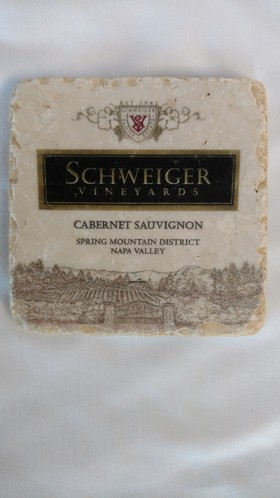 SCHWEIGER
VINEYARDS
CABERNET SAUVIGNON
SPRING MOUNTAIN DISTRICT
NAPA VALLEY